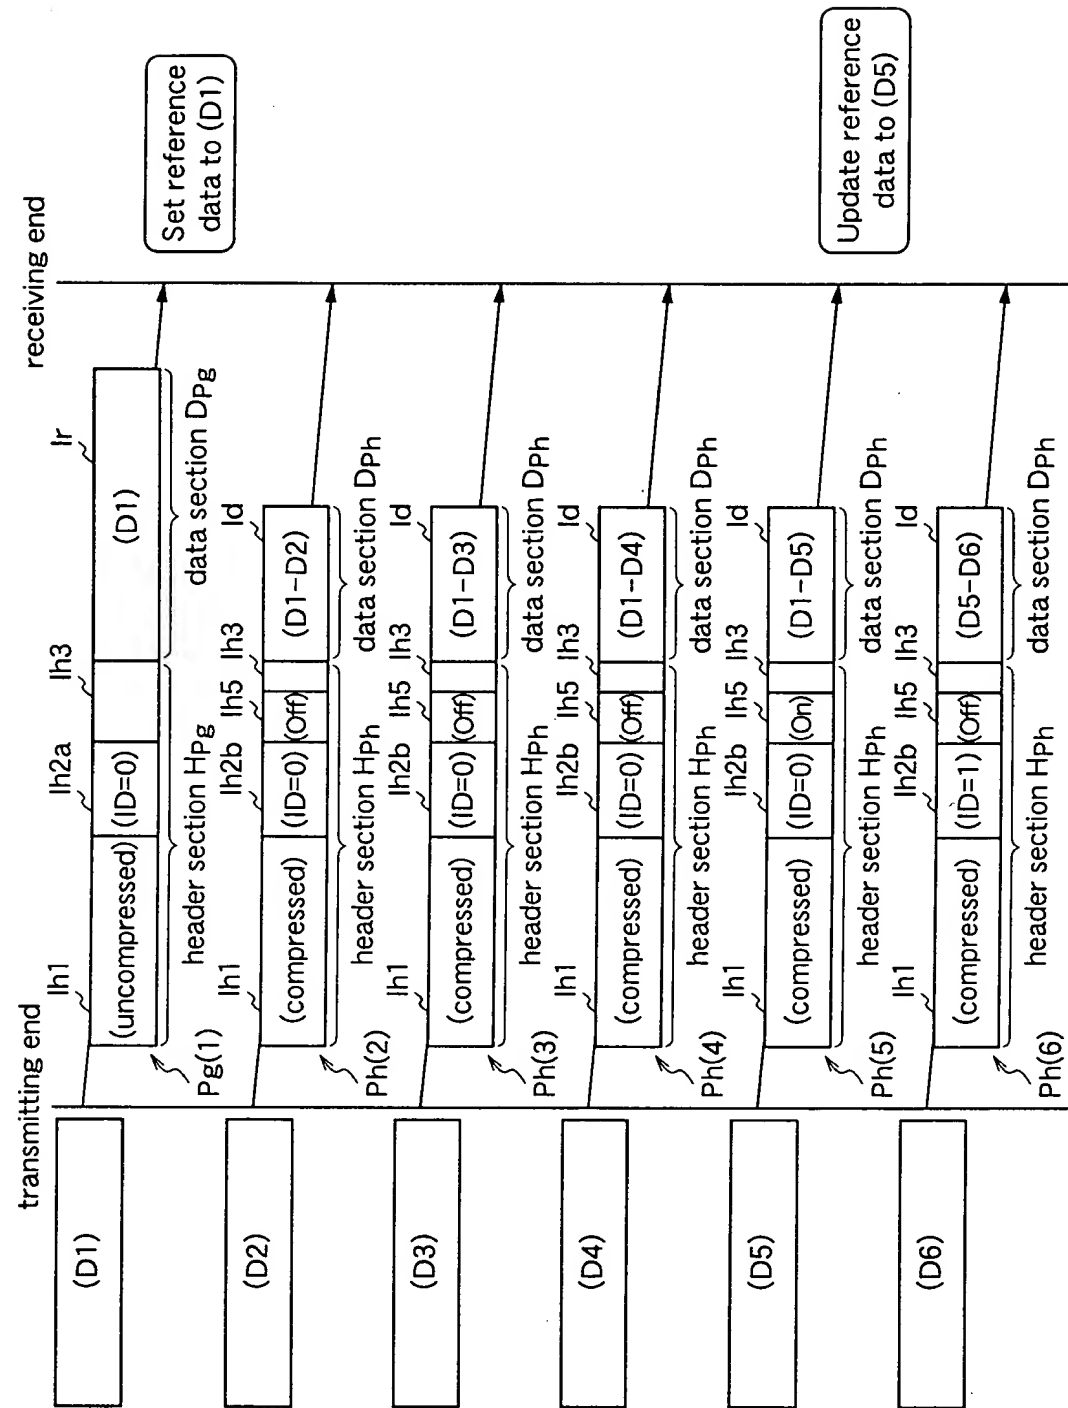 transmitting end
receiving end
(D1)
Ih1
Ih2a
Ih3
Ir
(uncompressed)
(ID=0)
(D1)
Pg(1)
header section HPg
data section DPg
Set reference
data to (D1)
(D2)
Ih1
Ih2b
Ih5
Ih3
Id
(compressed)
(ID=0)
(Off)
(D1-D2)
Ph(2)
header section HPh
data section DPh
(D3)
Ih1
Ih2b
Ih5
Ih3
Id
(compressed)
(ID=0)
(Off)
(D1-D3)
Ph(3)
header section HPh
data section DPh
(D4)
Ih1
Ih2b
Ih5
Ih3
Id
(compressed)
(ID=0)
(Off)
(D1-D4)
Ph(4)
header section HPh
data section DPh
(D5)
Ih1
Ih2b
Ih5
Ih3
Id
(compressed)
(ID=0)
(On)
(D1-D5)
Ph(5)
header section HPh
data section DPh
Update reference
data to (D5)
(D6)
Ih1
Ih2b
Ih5
Ih3
Id
(compressed)
(ID=1)
(Off)
(D5-D6)
Ph(6)
header section HPh
data section DPh